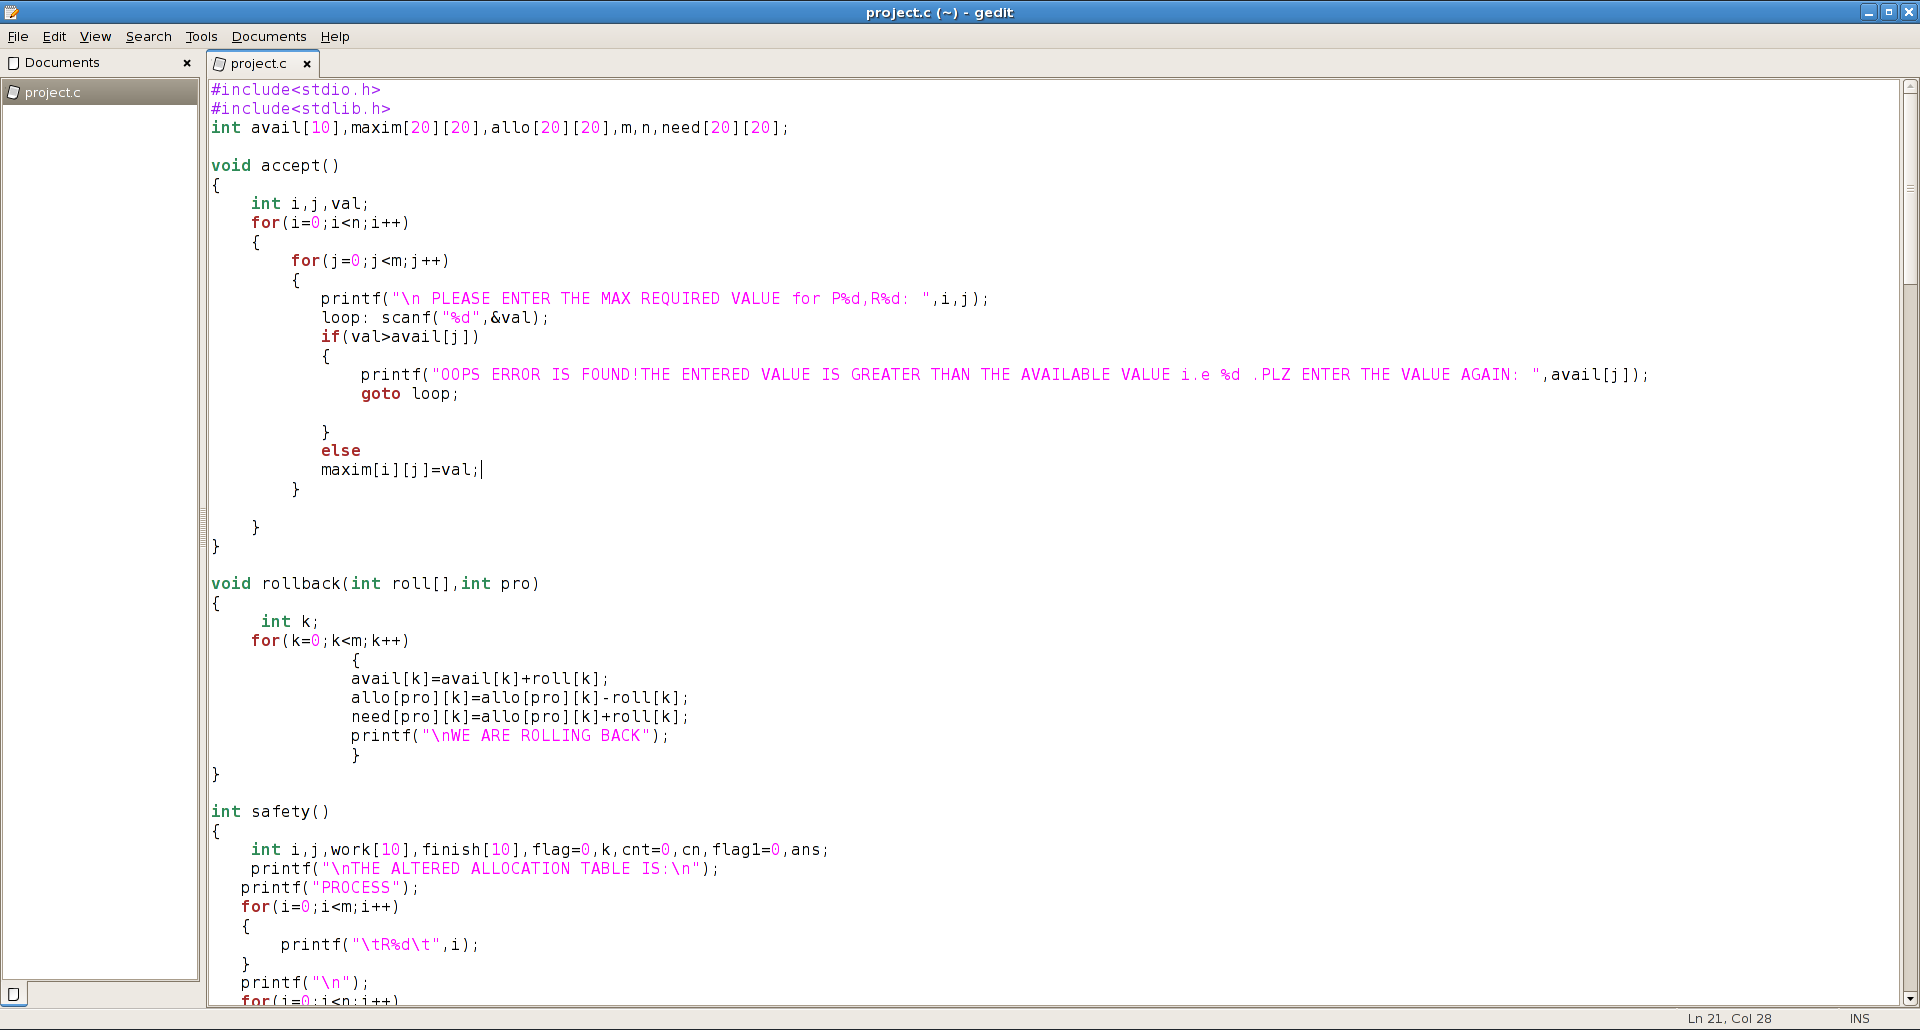 project.c (~) - gedit
File Edit View Search Tools Documents Help
Documents
project.c
project.c
#include<stdio.h>
#include<stdlib.h>
int avail[10],maxim[20][20],allo[20][20],m,n,need[20][20];
void accept()
{
int i,j,val;
for(i=0;i<n;i++)
{
for(j=0;j<m;j++)
{
printf("\n PLEASE ENTER THE MAX REQUIRED VALUE for P%d,R%d: ",i,j);
loop: scanf("%d",&val);
if(val>avail[j])
{
printf("OOPS ERROR IS FOUND!THE ENTERED VALUE IS GREATER THAN THE AVAILABLE VALUE i.e %d .PLZ ENTER THE VALUE AGAIN: ",avail[j]);
goto loop;
}
else
maxim[i][j]=val;
}
}
}
void rollback(int roll[],int pro)
{
int k;
for(k=0;k<m;k++)
{
avail[k]=avail[k]+roll[k];
allo[pro][k]=allo[pro][k]-roll[k];
need[pro][k]=allo[pro][k]+roll[k];
printf("\nWE ARE ROLLING BACK");
}
}
int safety()
{
int i,j,work[10],finish[10],flag=0,k,cnt=0,cn,flag1=0,ans;
printf("\nTHE ALTERED ALLOCATION TABLE IS:\n");
printf("PROCESS");
for(i=0;i<m;i++)
{
printf("\tR%d\t",i);
}
printf("\n");
for(i=0;i<n;i++)
Ln 21, Col 28 INS